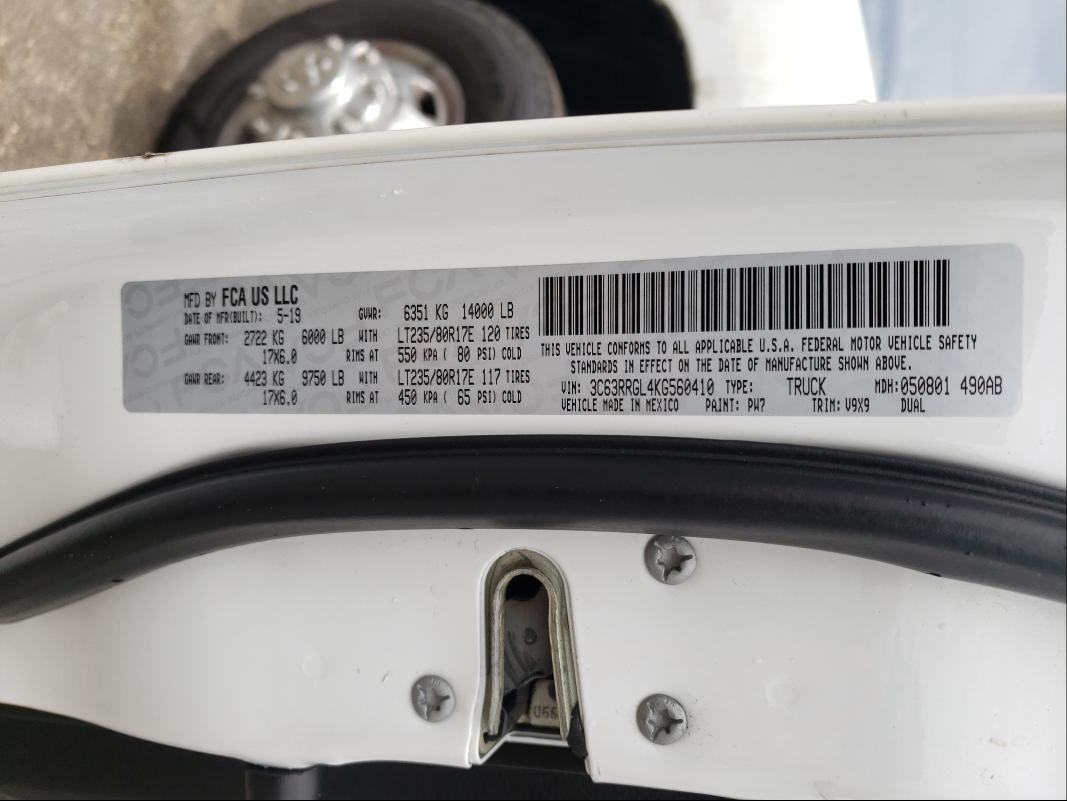 MFD BY FCA US LLC
DATE OF MFR(BUILT): 5-19 GVWR: 6351 KG 14000 LB
GAWR FRONT: 2722 KG 6000 LB WITH LT235/80R17E 120 TIRES
17X6.0 RIMS AT 550 KPA ( 80 PSI) COLD
GAWR REAR: 4423 KG 9750 LB WITH LT235/80R17E 117 TIRES
17X6.0 RIMS AT 450 KPA ( 65 PSI) COLD
THIS VEHICLE CONFORMS TO ALL APPLICABLE U.S.A. FEDERAL MOTOR VEHICLE SAFETY
STANDARDS IN EFFECT ON THE DATE OF MANUFACTURE SHOWN ABOVE.
VIN: 3C63RRGL4KG560410 TYPE: TRUCK MDH: 050801 490AB
VEHICLE MADE IN MEXICO PAINT: PW7 TRIM: V9X9 DUAL